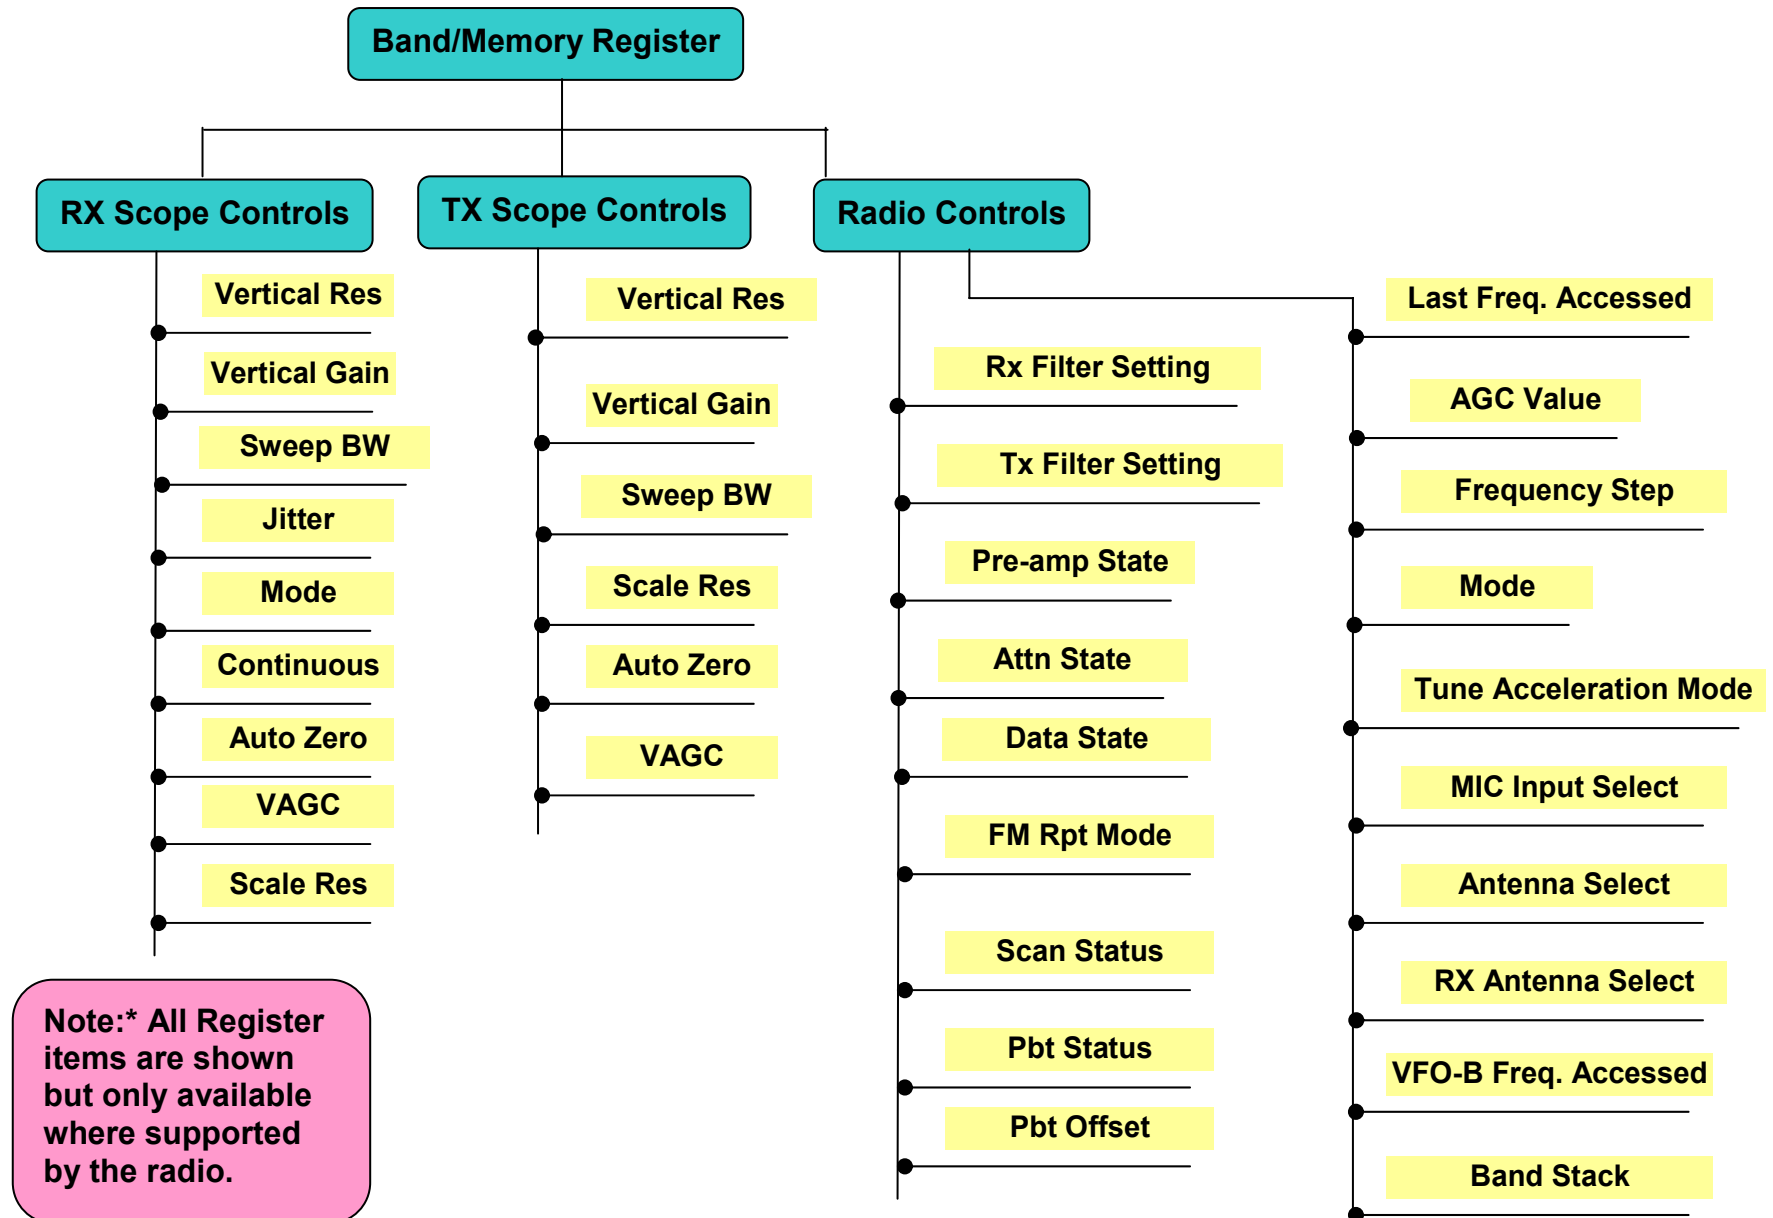 Band/Memory Register
RX Scope Controls
TX Scope Controls
Radio Controls
Vertical Res
Vertical Gain
Sweep BW
Jitter
Mode
Continuous
Auto Zero
VAGC
Scale Res
Note:* All Register
items are shown
but only available
where supported
by the radio.
Vertical Res
Vertical Gain
Sweep BW
Scale Res
Auto Zero
VAGC
Rx Filter Setting
Tx Filter Setting
Pre-amp State
Attn State
Data State
FM Rpt Mode
Scan Status
Pbt Status
Pbt Offset
Last Freq. Accessed
AGC Value
Frequency Step
Mode
Tune Acceleration Mode
MIC Input Select
Antenna Select
RX Antenna Select
VFO-B Freq. Accessed
Band Stack